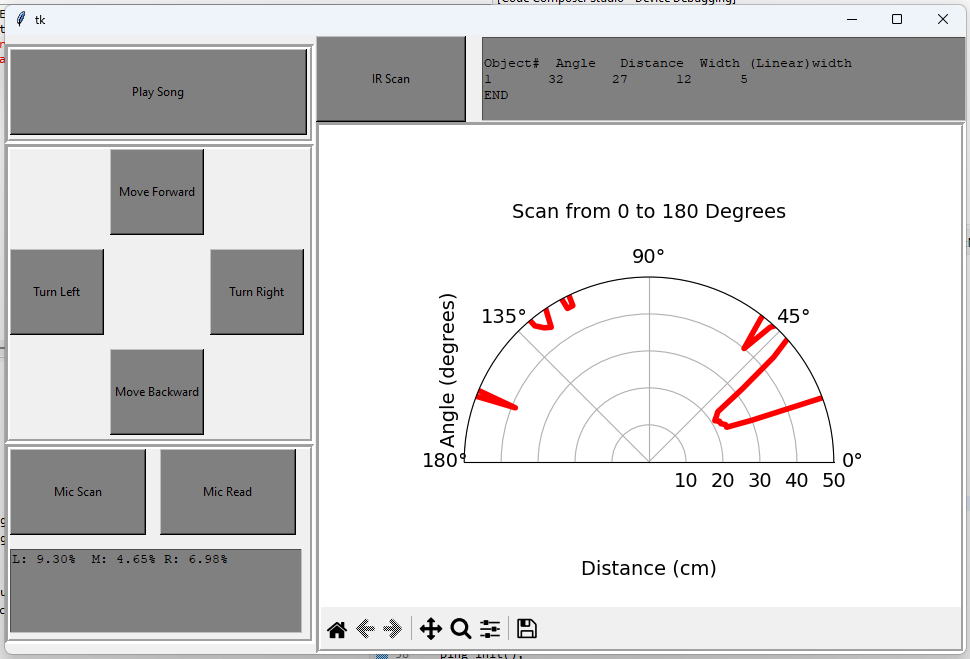 [Code Composer Studio - Device Debugging]
tk
Play Song
IR Scan
Object#  Angle   Distance  Width (Linear)width
1       32      27      12      5
END
Move Forward
Turn Left
Turn Right
Move Backward
Mic Scan
Mic Read
L: 9.30%  M: 4.65% R: 6.98%
Scan from 0 to 180 Degrees
90°
135°
45°
Angle (degrees)
180°
0°
10 20 30 40 50
Distance (cm)
58 ping_init();